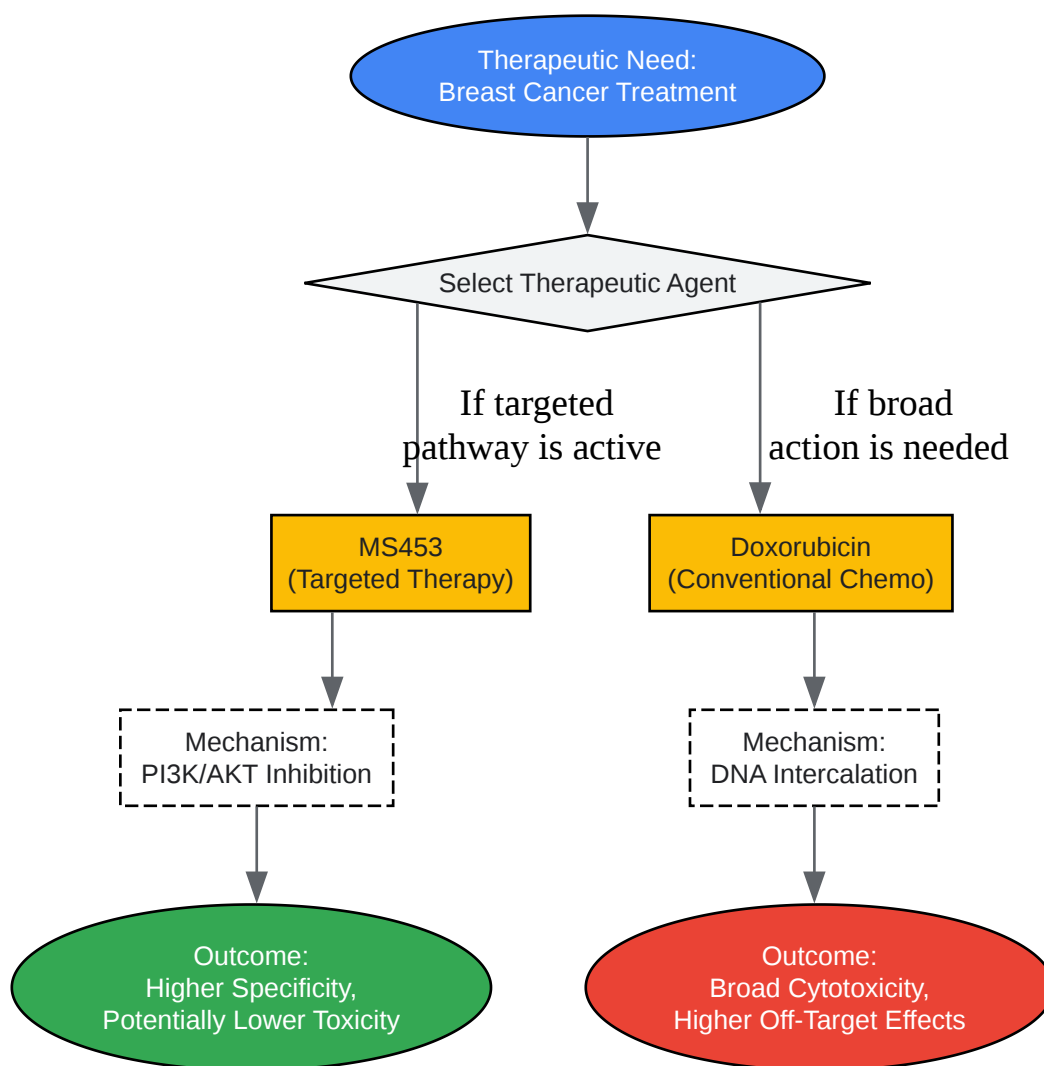 Therapeutic Need:
Breast Cancer Treatment
Select Therapeutic Agent
If targeted
pathway is active
If broad
action is needed
MS453
(Targeted Therapy)
Doxorubicin
(Conventional Chemo)
Mechanism:
PI3K/AKT Inhibition
Mechanism:
DNA Intercalation
Outcome:
Higher Specificity,
Potentially Lower Toxicity
Outcome:
Broad Cytotoxicity,
Higher Off-Target Effects